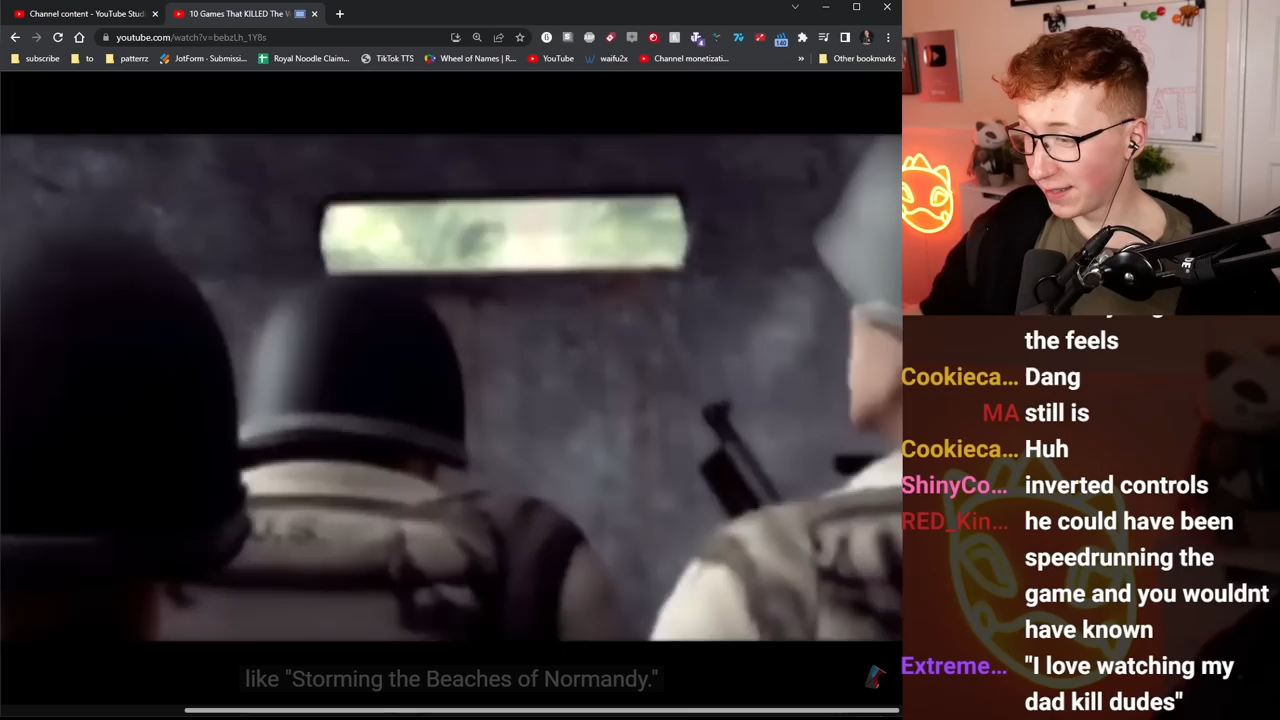 Channel content - YouTube Studi
10 Games That KILLED The V
youtube.com/watch?v=bebzLh_1Y8s
subscribe
to
patterrz
JotForm - Submissi...
Royal Noodle Claim...
TikTok TTS
Wheel of Names | R...
YouTube
waifu2x
Channel monetizati...
»
Other bookmarks
140
U.S.
like "Storming the Beaches of Normandy."
the feels
Cookieca... Dang
MA still is
Cookieca... Huh
ShinyCo... inverted controls
RED_Kin... he could have been
speedrunning the
game and you wouldnt
have known
Extreme... "I love watching my
dad kill dudes"